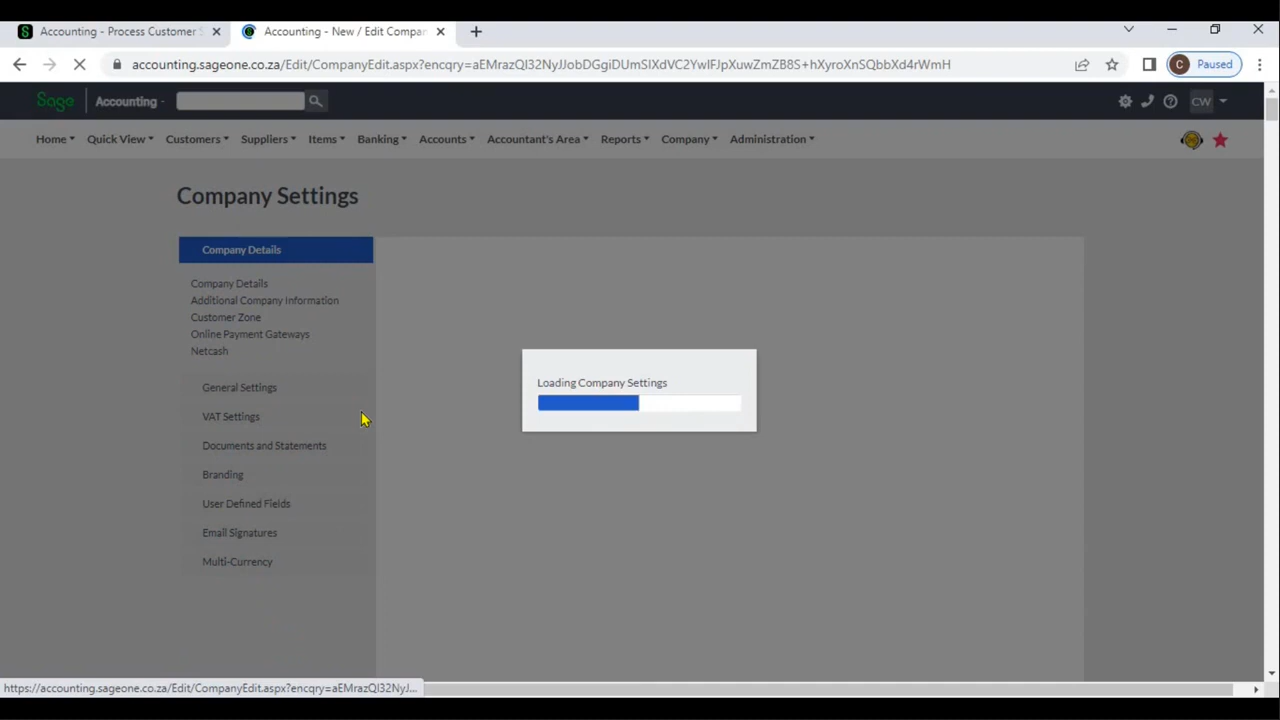 Accounting - Process Customer S
Accounting - New / Edit Compan
accounting.sageone.co.za/Edit/CompanyEdit.aspx?encqry=aEMrazQI32NyJJobDGgiDUmSIXdVC2YwIFJpXuwZmZB8S+hXyroXnSQbbXd4rWmH
C Paused
Sage Accounting -
CW
Home Quick View Customers Suppliers Items Banking Accounts Accountant's Area Reports Company Administration
Company Settings
Company Details
Company Details
Additional Company Information
Customer Zone
Online Payment Gateways
Netcash
Loading Company Settings
General Settings
VAT Settings
Documents and Statements
Branding
User Defined Fields
Email Signatures
Multi-Currency
https://accounting.sageone.co.za/Edit/CompanyEdit.aspx?encqry=aEMrazQI32NyJ...